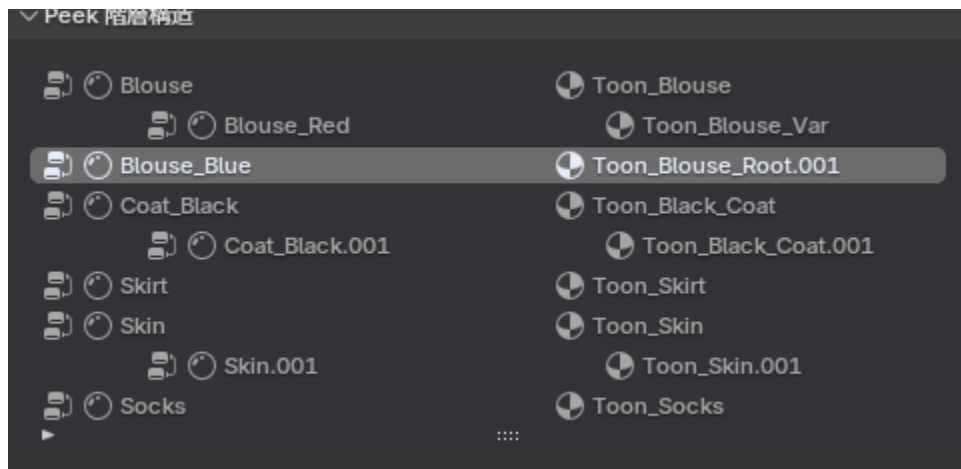 Peek 階層構造
Blouse Toon_Blouse
Blouse_Red Toon_Blouse_Var
Blouse_Blue Toon_Blouse_Root.001
Coat_Black Toon_Black_Coat
Coat_Black.001 Toon_Black_Coat.001
Skirt Toon_Skirt
Skin Toon_Skin
Skin.001 Toon_Skin.001
Socks Toon_Socks